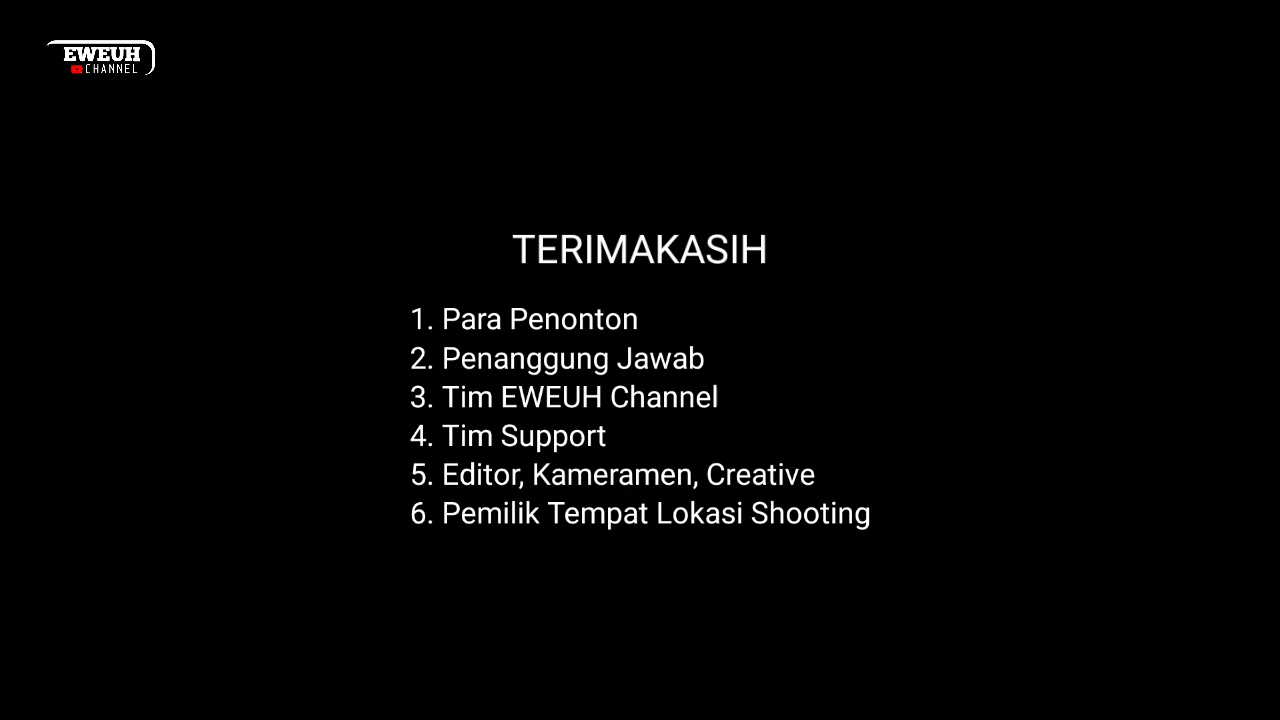 EWEUH
CHANNEL
TERIMAKASIH
1. Para Penonton
2. Penanggung Jawab
3. Tim EWEUH Channel
4. Tim Support
5. Editor, Kameramen, Creative
6. Pemilik Tempat Lokasi Shooting